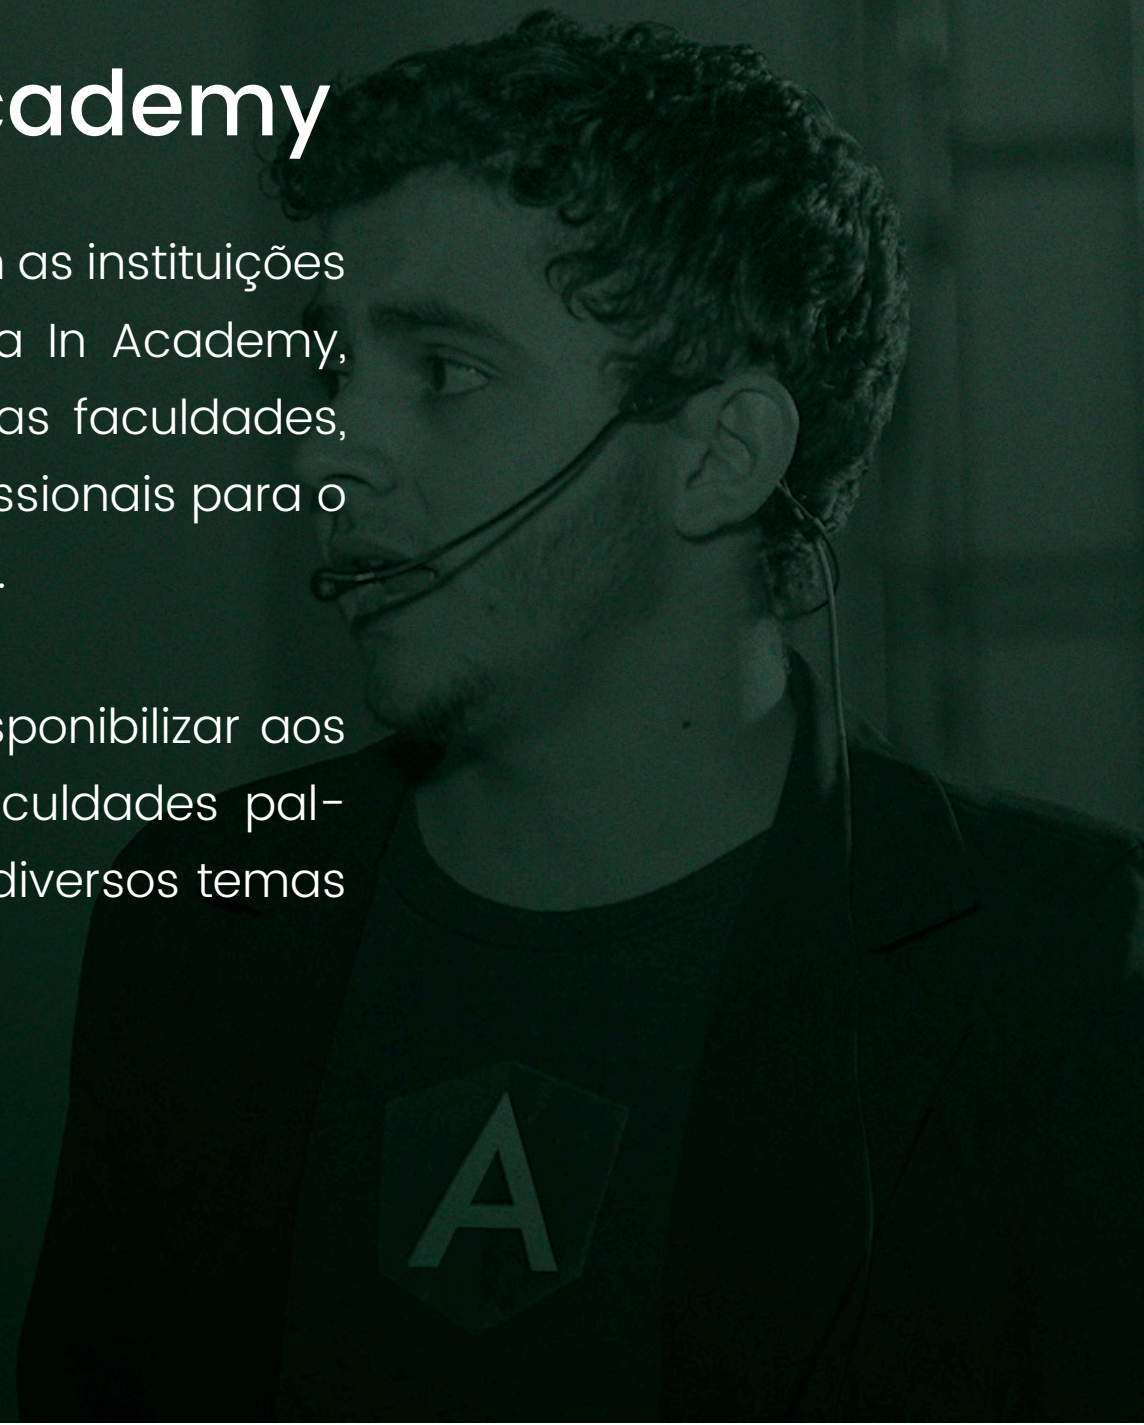 cademy
as instituições
a In Academy,
as faculdades,
ssionais para o
.
sponibilizar aos
culdades pal-
diversos temas
A